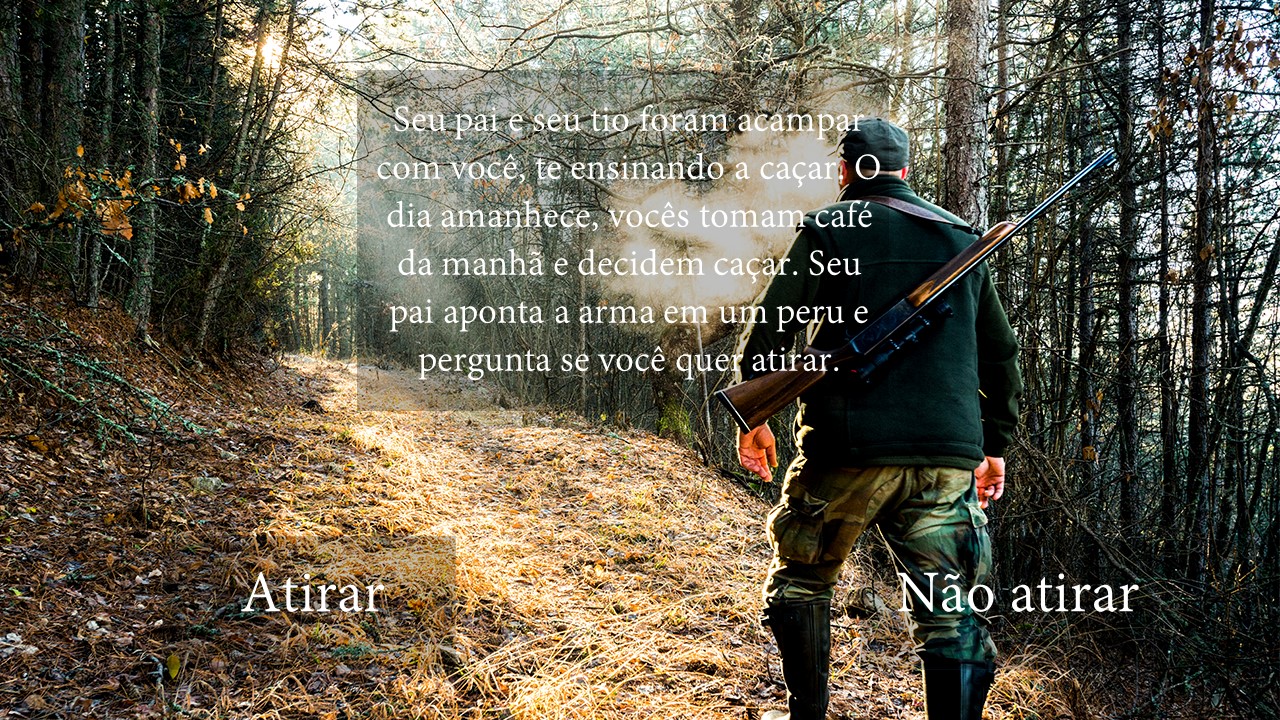 Seu pai e seu tio foram acampar
com você, te ensinando a caçar. O
dia amanhece, vocês tomam café
da manhã e decidem caçar. Seu
pai aponta a arma em um peru e
pergunta se você quer atirar.
Atirar
Não atirar